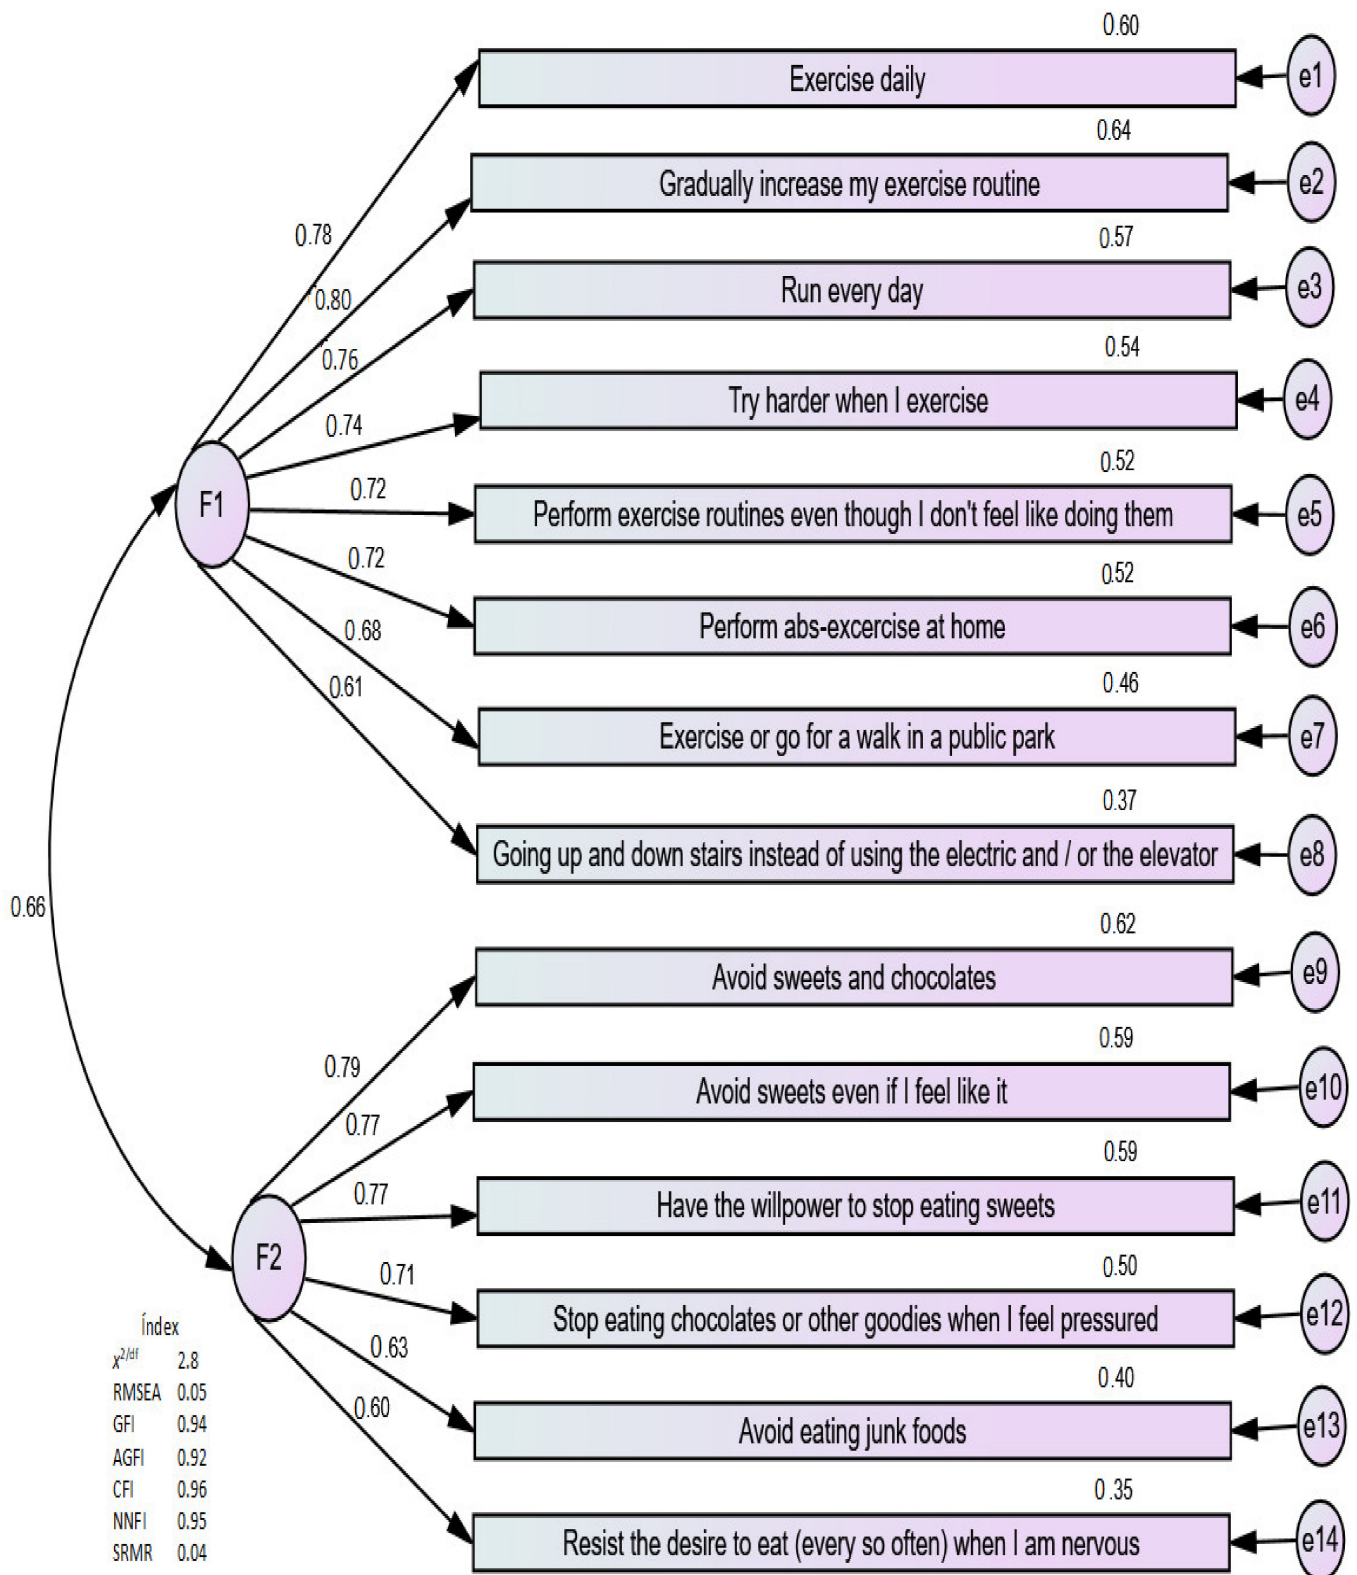 0.60
Exercise daily
e1
0.64
Gradually increase my exercise routine
e2
0.78
0.57
Run every day
e3
0.80
0.54
0.76
Try harder when I exercise
e4
0.74
0.52
0.72
F1
Perform exercise routines even though I don't feel like doing them
e5
0.72
0.52
Perform abs-excercise at home
e6
0.68
0.46
0.61
Exercise or go for a walk in a public park
e7
0.37
Going up and down stairs instead of using the electric and / or the elevator
e8
0.66
0.62
Avoid sweets and chocolates
e9
0.59
0.79
Avoid sweets even if I feel like it
e10
0.77
0.59
0.77
Have the willpower to stop eating sweets
e11
F2
0.50
0.71
Stop eating chocolates or other goodies when I feel pressured
e12
0.63
0.40
0.60
Avoid eating junk foods
e13
0.35
Resist the desire to eat (every so often) when I am nervous
e14
Índex
x²/df 2.8
RMSEA 0.05
GFI 0.94
AGFI 0.92
CFI 0.96
NNFI 0.95
SRMR 0.04